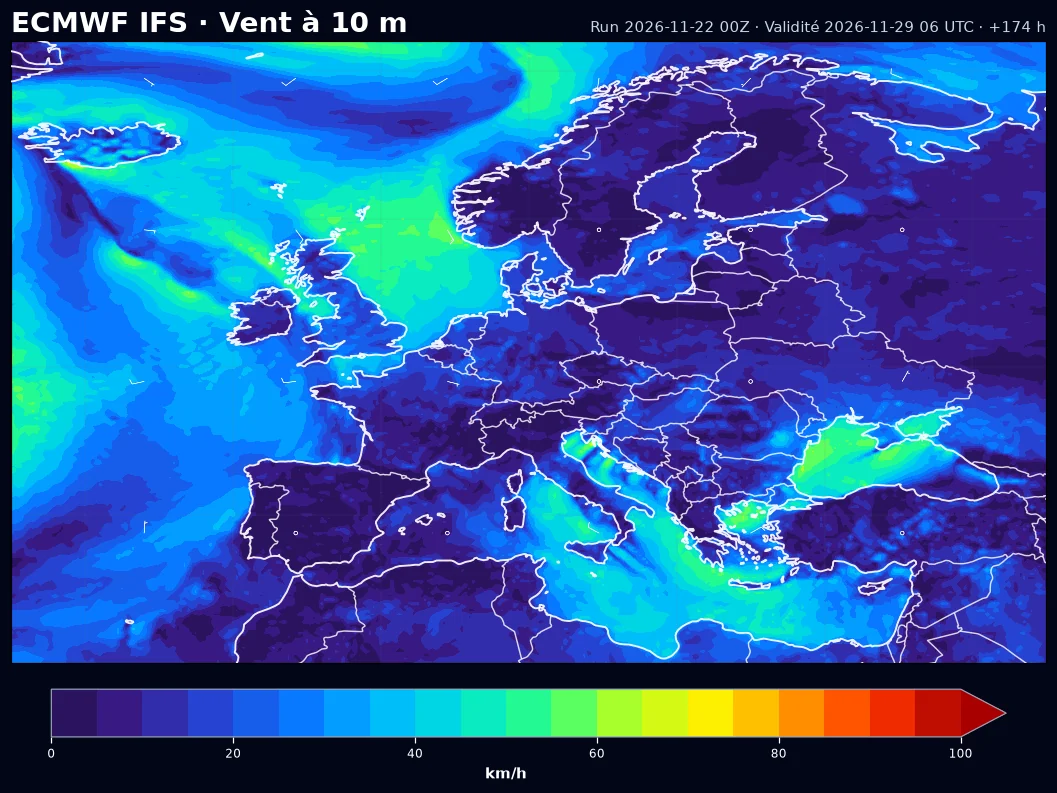 ECMWF IFS · Vent à 10 m
Run 2026-11-22 00Z · Validité 2026-11-29 06 UTC · +174 h
0 20 40 60 80 100
km/h